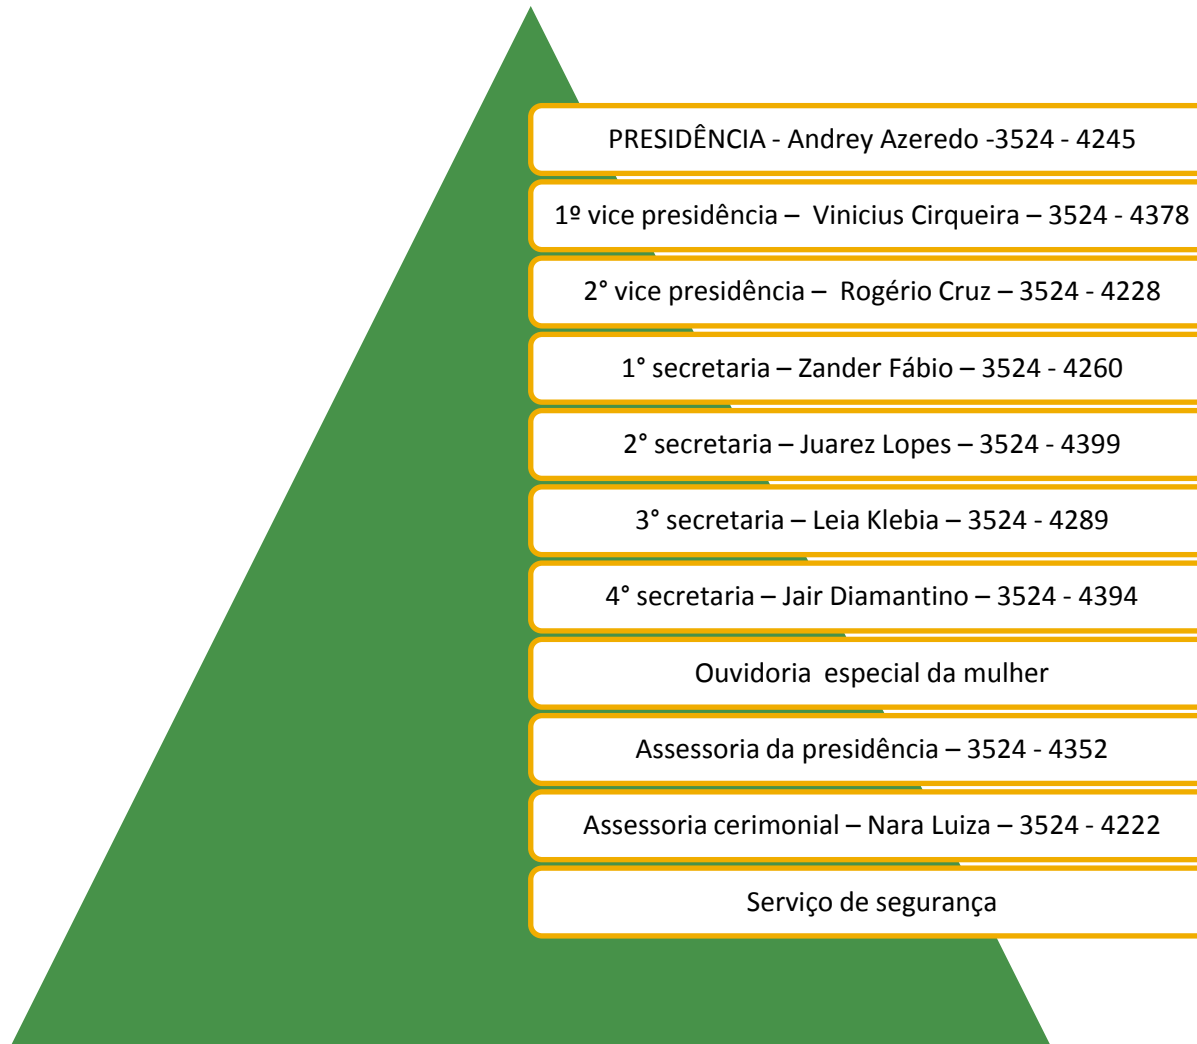 PRESIDÊNCIA - Andrey Azeredo -3524 - 4245
1º vice presidência – Vinicius Cirqueira – 3524 - 4378
2° vice presidência – Rogério Cruz – 3524 - 4228
1° secretaria – Zander Fábio – 3524 - 4260
2° secretaria – Juarez Lopes – 3524 - 4399
3° secretaria – Leia Klebia – 3524 - 4289
4° secretaria – Jair Diamantino – 3524 - 4394
Ouvidoria especial da mulher
Assessoria da presidência – 3524 - 4352
Assessoria cerimonial – Nara Luiza – 3524 - 4222
Serviço de segurança